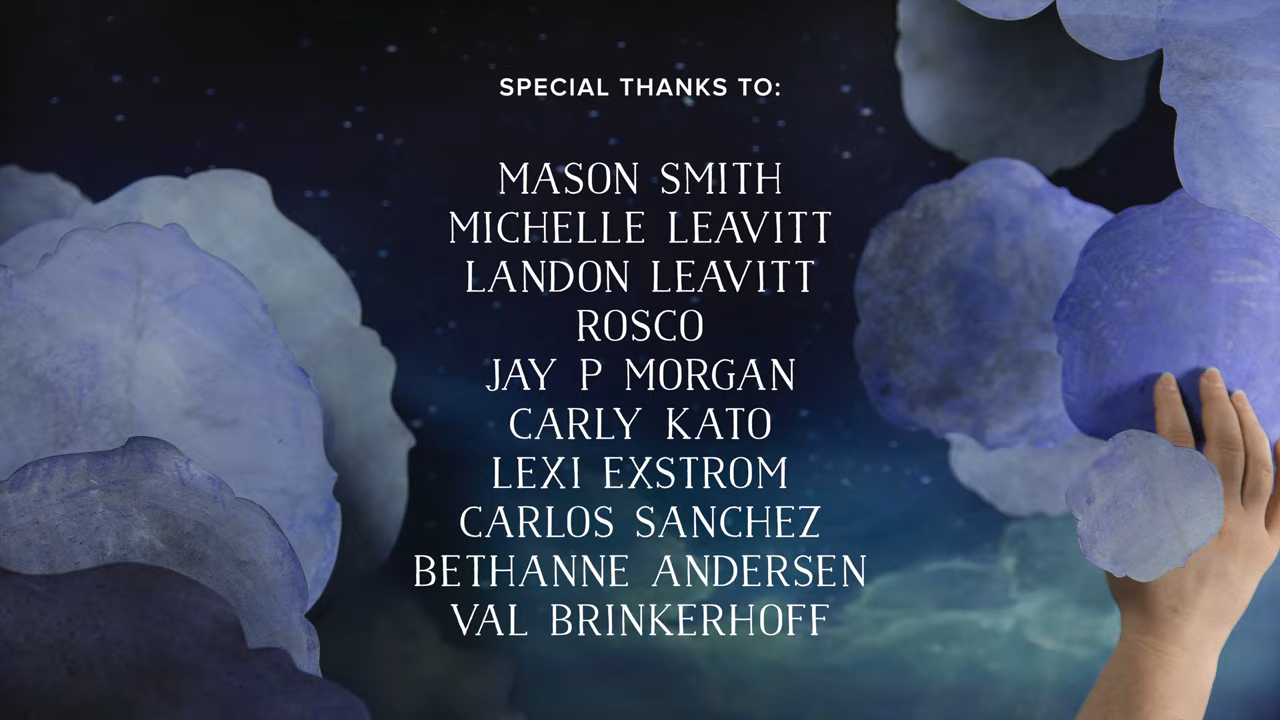 SPECIAL THANKS TO:
MASON SMITH
MICHELLE LEAVITT
LANDON LEAVITT
ROSCO
JAY P MORGAN
CARLY KATO
LEXI EXSTROM
CARLOS SANCHEZ
BETHANNE ANDERSEN
VAL BRINKERHOFF